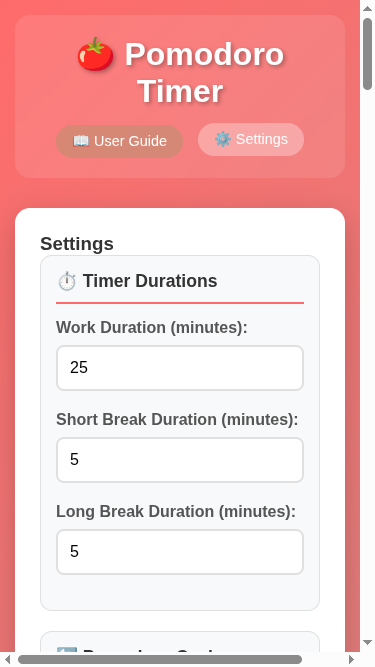 🍅 Pomodoro
Timer
📖 User Guide
⚙️ Settings
Settings
⏱️ Timer Durations
Work Duration (minutes):
25
Short Break Duration (minutes):
5
Long Break Duration (minutes):
5